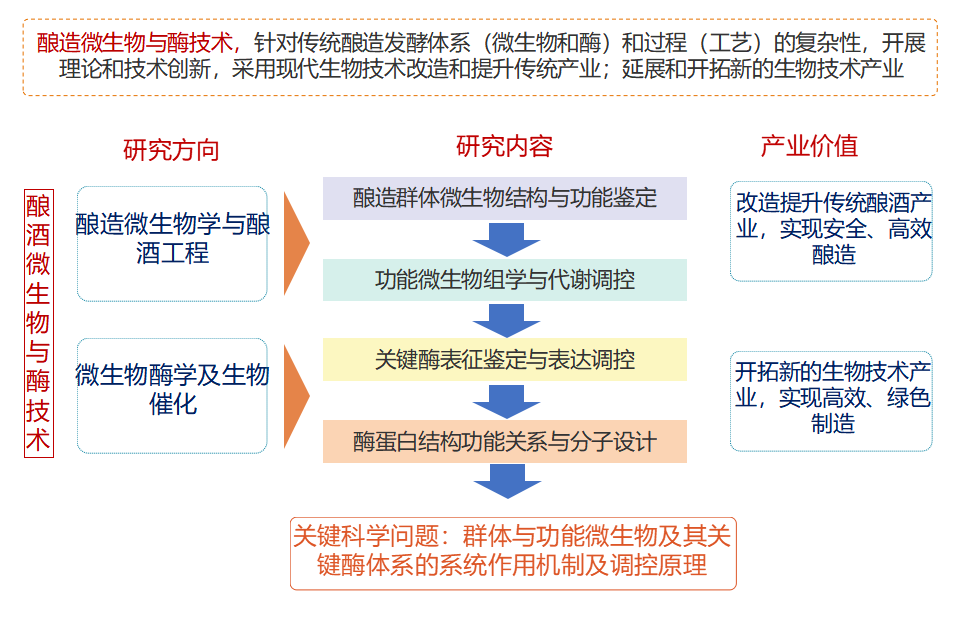 酿造微生物与酶技术，针对传统酿造发酵体系（微生物和酶）和过程（工艺）的复杂性，开展
理论和技术创新，采用现代生物技术改造和提升传统产业；延展和开拓新的生物技术产业
研究方向
研究内容
产业价值
酿酒微生物与酶技术
酿造微生物学与酿
酒工程
微生物酶学及生物
催化
酿造群体微生物结构与功能鉴定
功能微生物组学与代谢调控
关键酶表征鉴定与表达调控
酶蛋白结构功能关系与分子设计
改造提升传统酿酒产
业，实现安全、高效
酿造
开拓新的生物技术产
业，实现高效、绿色
制造
关键科学问题：群体与功能微生物及其关
键酶体系的系统作用机制及调控原理